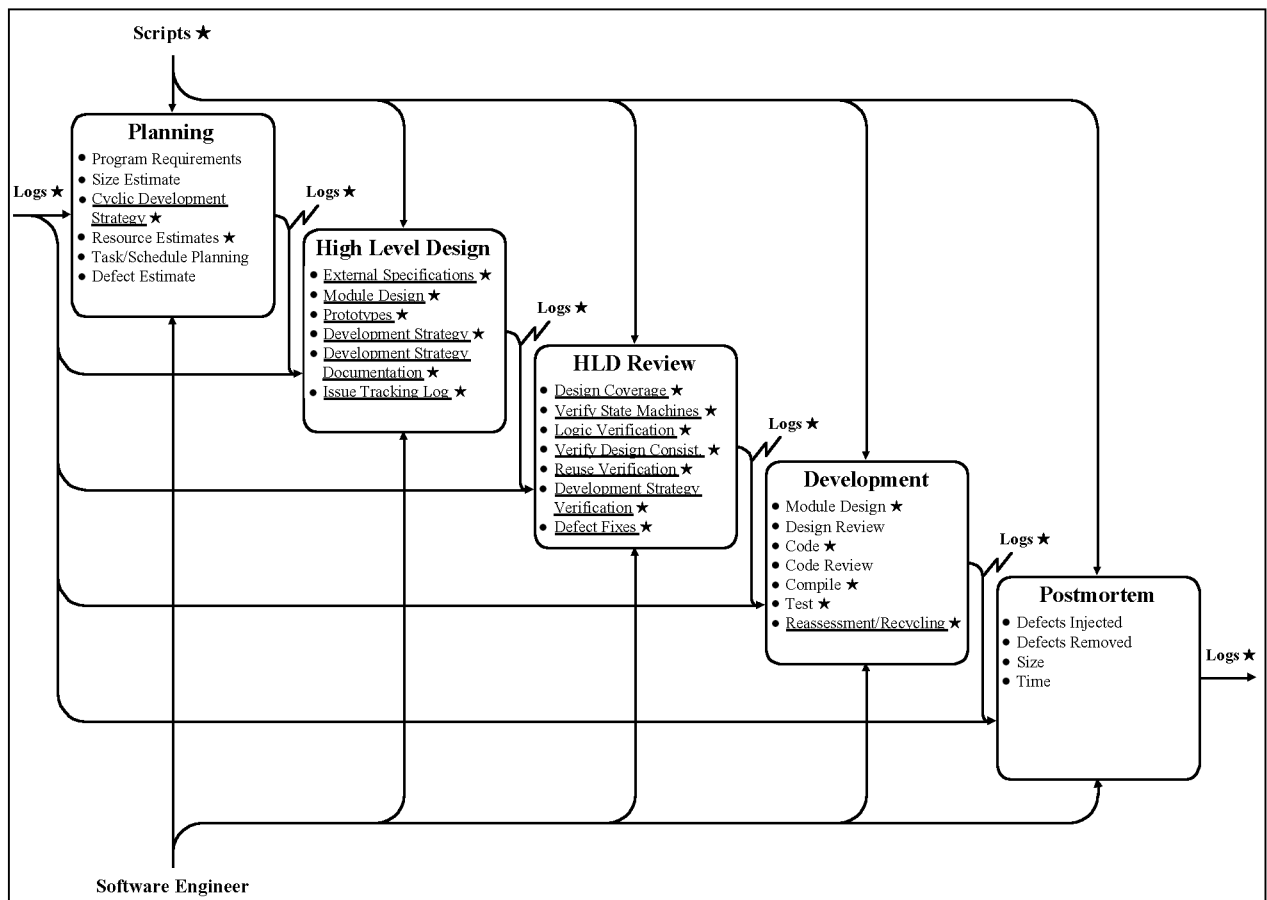 Scripts ★
Planning
• Program Requirements
• Size Estimate
• Cyclic Development
Strategy ★
• Resource Estimates ★
• Task/Schedule Planning
• Defect Estimate
Logs ★
Logs ★
High Level Design
• External Specifications ★
• Module Design ★
• Prototypes ★
• Development Strategy ★
• Development Strategy
Documentation ★
• Issue Tracking Log ★
Logs ★
HLD Review
• Design Coverage ★
• Verify State Machines ★
• Logic Verification ★
• Verify Design Consist. ★
• Reuse Verification ★
• Development Strategy
Verification ★
• Defect Fixes ★
Logs ★
Development
• Module Design ★
• Design Review
• Code ★
• Code Review
• Compile ★
• Test ★
• Reassessment/Recycling ★
Logs ★
Postmortem
• Defects Injected
• Defects Removed
• Size
• Time
Logs ★
Software Engineer